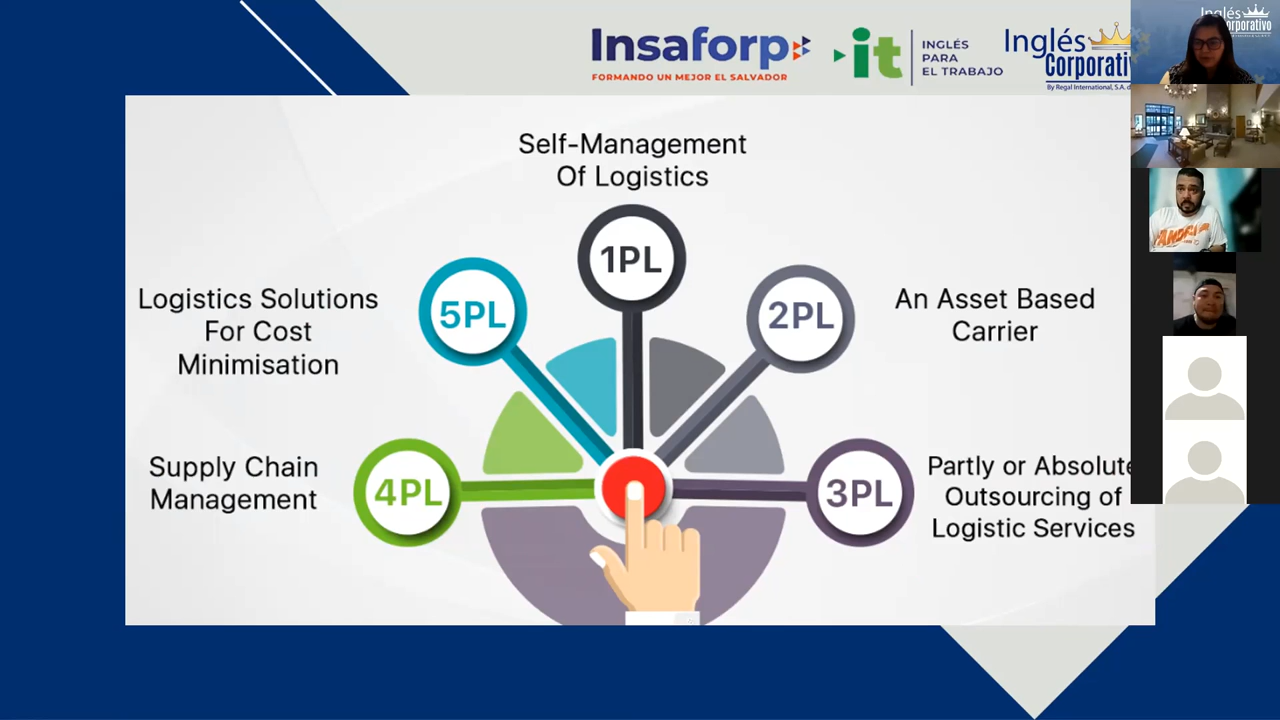 Insaforp
FORMANDO UN MEJOR EL SALVADOR
it
INGLÉS
PARA
EL TRABAJO
Inglés
Corporativ
By Regal International, S.A. d
Inglés
Corporativo
Self-Management
Of Logistics
1PL
Logistics Solutions
For Cost
Minimisation
5PL
2PL
An Asset Based
Carrier
Supply Chain
Management
4PL
3PL
Partly or Absolute
Outsourcing of
Logistic Services